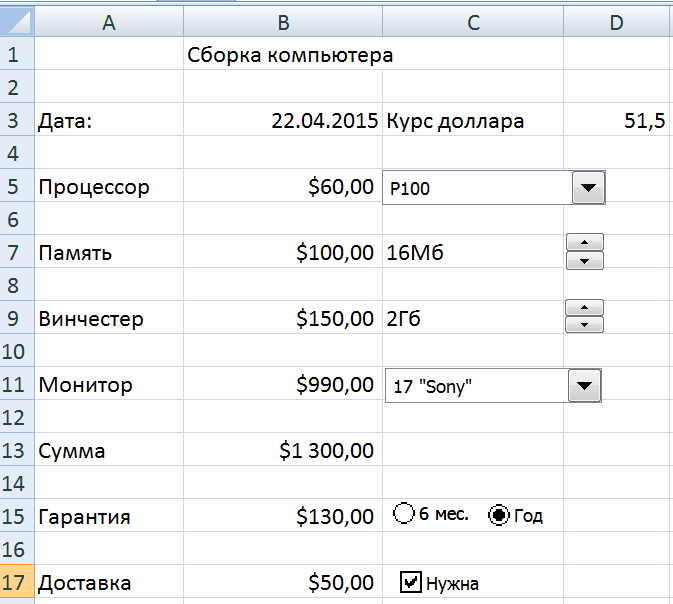 A B C D
1 Сборка компьютера
2
3 Дата: 22.04.2015 Курс доллара 51,5
4
5 Процессор $60,00 P100
6
7 Память $100,00 16Мб
8
9 Винчестер $150,00 2Гб
10
11 Монитор $990,00 17 "Sony"
12
13 Сумма $1 300,00
14
15 Гарантия $130,00 6 мес. Год
16
17 Доставка $50,00 Нужна